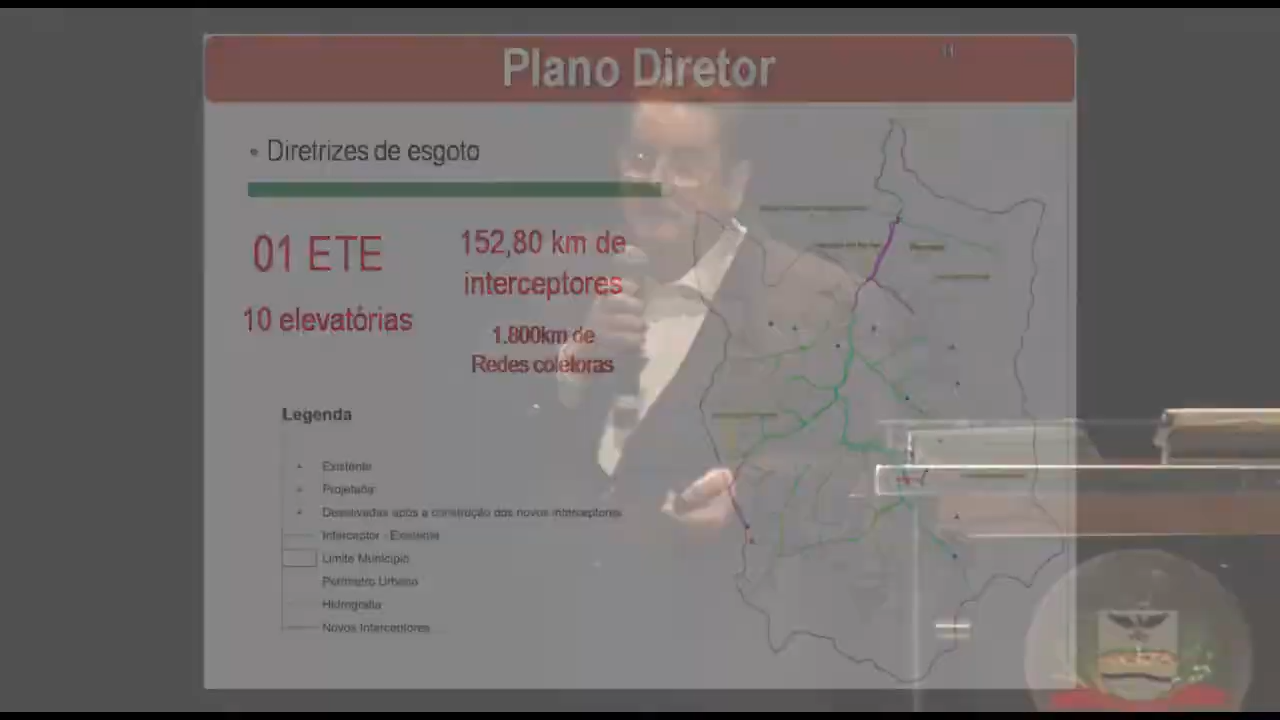 Plano Diretor
11
• Diretrizes de esgoto
01 ETE
10 elevatórias
152,80 km de
interceptores
1.800km de
Redes coletoras
Legenda
Existente
Projetada
Desativadas após a construção dos novos interceptores
Interceptor - Existente
Limite Município
Perímetro Urbano
Hidrografia
Novos Interceptores